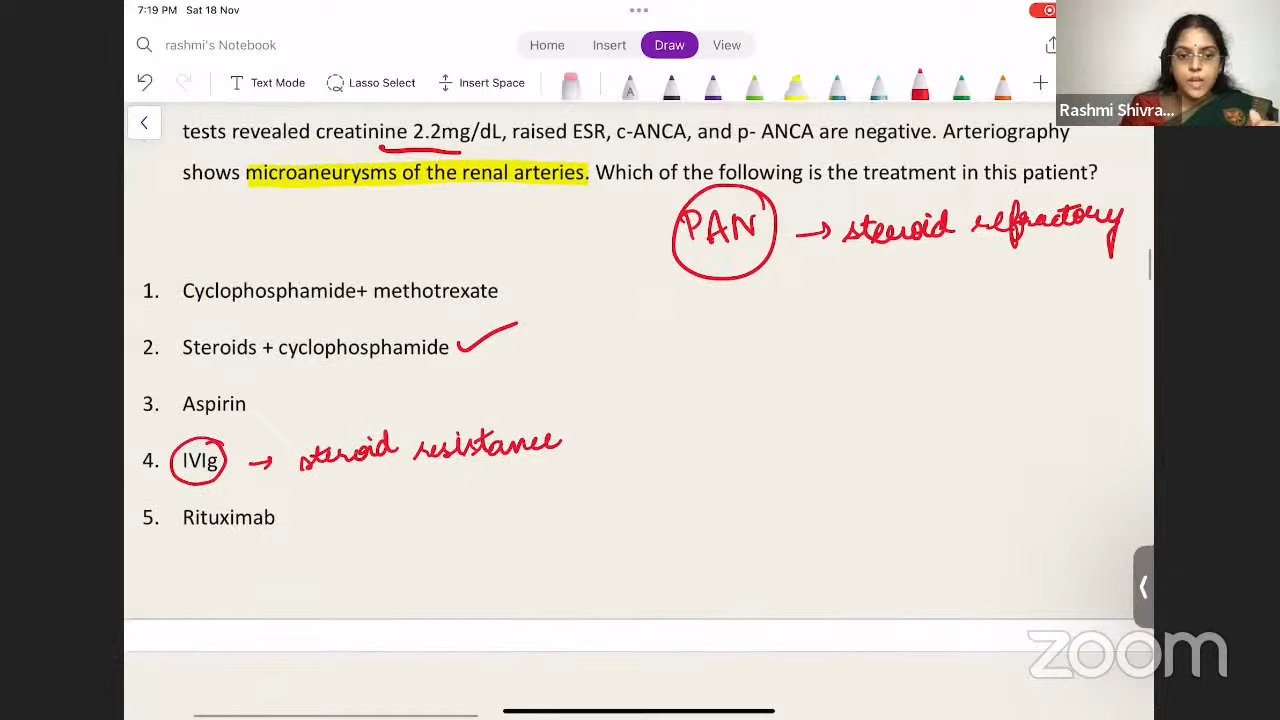 7:19 PM Sat 18 Nov
rashmi's Notebook
Home Insert Draw View
Text Mode Lasso Select Insert Space
A
Rashmi Shivra...
tests revealed creatinine 2.2mg/dL, raised ESR, c-ANCA, and p- ANCA are negative. Arteriography
shows microaneurysms of the renal arteries. Which of the following is the treatment in this patient?
PAN → steroid refractory
1. Cyclophosphamide+ methotrexate
2. Steroids + cyclophosphamide
3. Aspirin
4. IVIg → steroid resistance
5. Rituximab
zoom